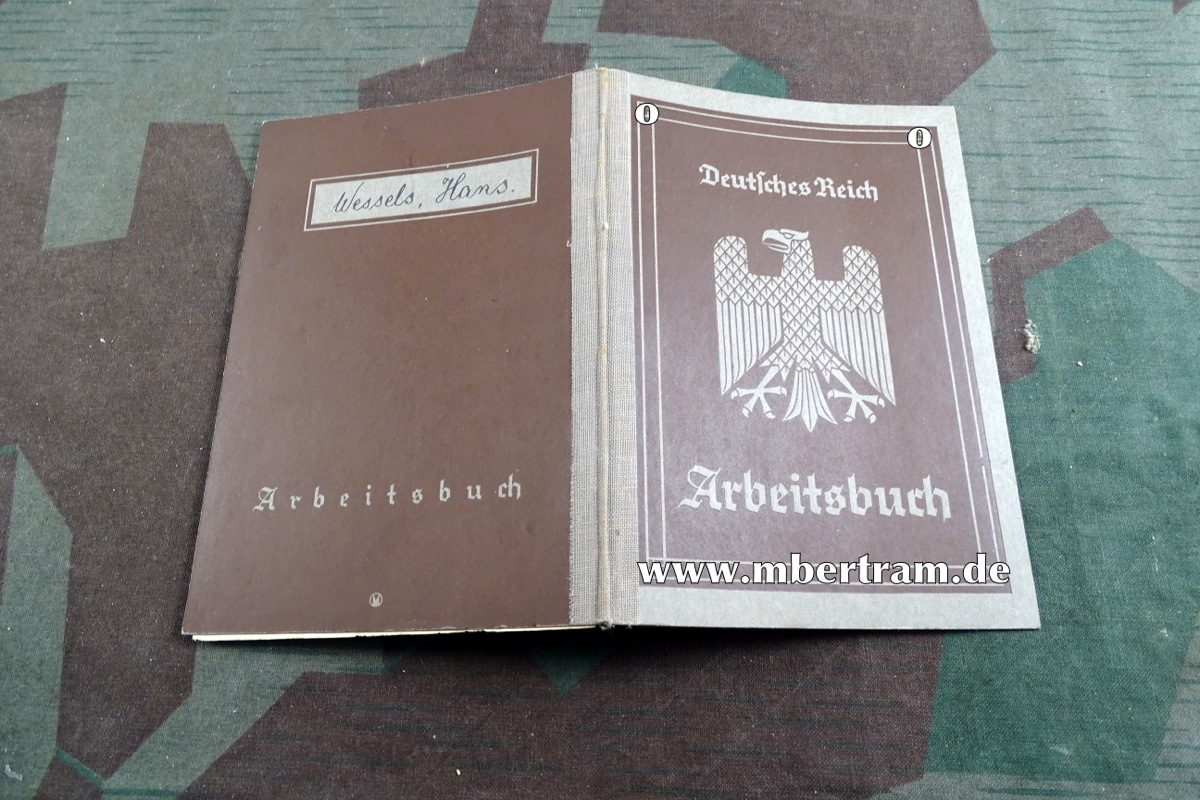 Wessels, Hans.
Arbeitsbuch
Deutsches Reich
Arbeitsbuch
www.mbertram.de